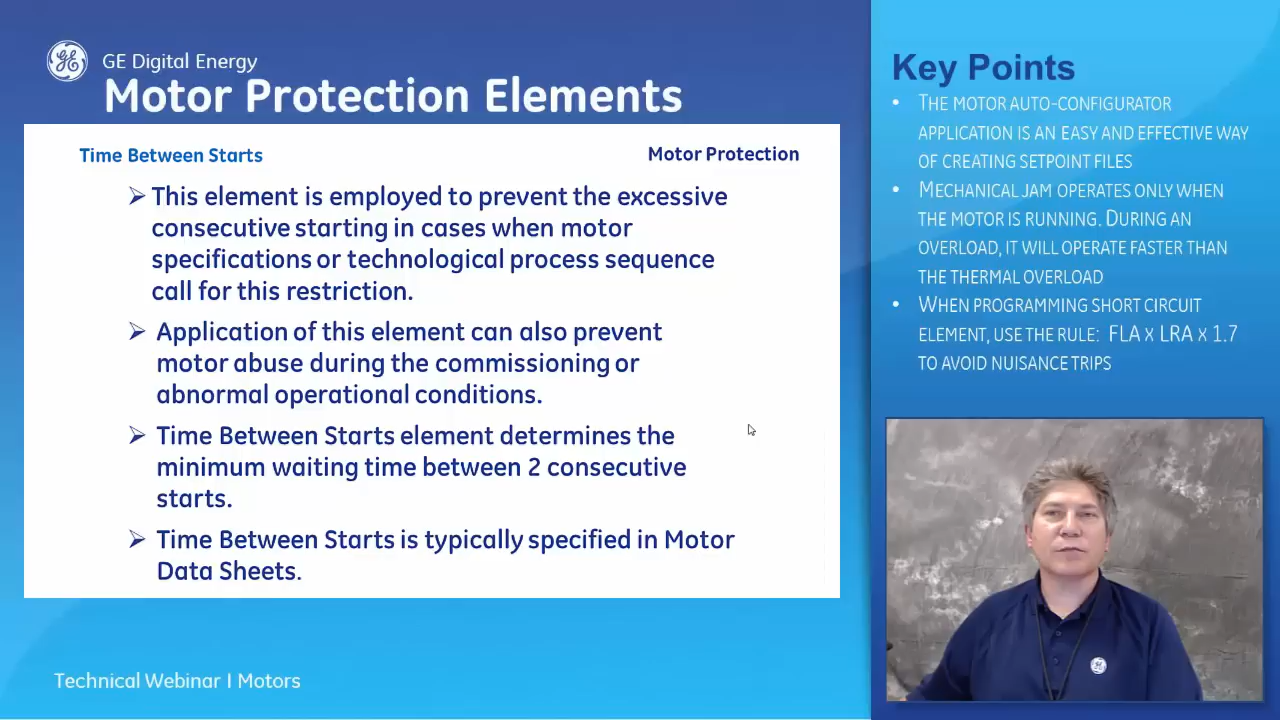 GE Digital Energy
Motor Protection Elements
Time Between Starts
Motor Protection
➢ This element is employed to prevent the excessive
consecutive starting in cases when motor
specifications or technological process sequence
call for this restriction.
➢ Application of this element can also prevent
motor abuse during the commissioning or
abnormal operational conditions.
➢ Time Between Starts element determines the
minimum waiting time between 2 consecutive
starts.
➢ Time Between Starts is typically specified in Motor
Data Sheets.
Technical Webinar I Motors
Key Points
• THE MOTOR AUTO-CONFIGURATOR
APPLICATION IS AN EASY AND EFFECTIVE WAY
OF CREATING SETPOINT FILES
• MECHANICAL JAM OPERATES ONLY WHEN
THE MOTOR IS RUNNING. DURING AN
OVERLOAD, IT WILL OPERATE FASTER THAN
THE THERMAL OVERLOAD
• WHEN PROGRAMMING SHORT CIRCUIT
ELEMENT, USE THE RULE: FLA x LRA x 1.7
TO AVOID NUISANCE TRIPS